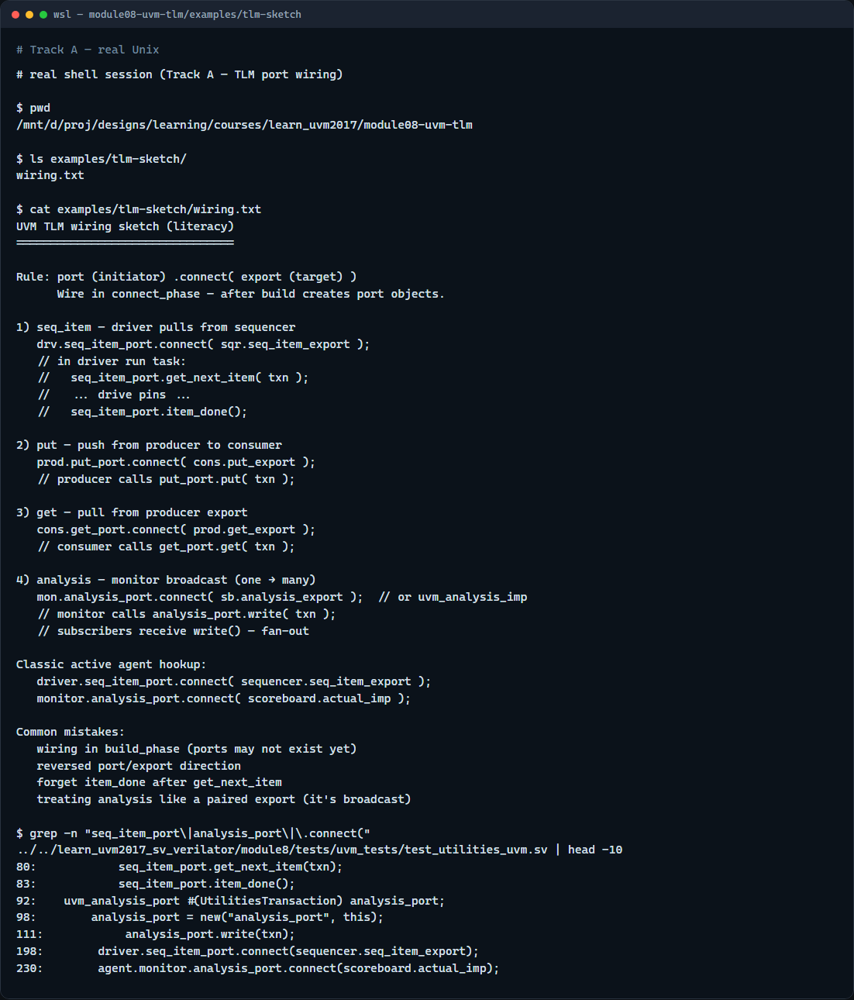 wsl — module08-uvm-tlm/examples/tlm-sketch
# Track A — real Unix
# real shell session (Track A — TLM port wiring)
$ pwd
/mnt/d/proj/designs/learning/courses/learn_uvm2017/module08-uvm-tlm
$ ls examples/tlm-sketch/
wiring.txt
$ cat examples/tlm-sketch/wiring.txt
UVM TLM wiring sketch (literacy)
================================
Rule: port (initiator) .connect( export (target) )
      Wire in connect_phase — after build creates port objects.
1) seq_item — driver pulls from sequencer
   drv.seq_item_port.connect( sqr.seq_item_export );
   // in driver run task:
   //   seq_item_port.get_next_item( txn );
   //   ... drive pins ...
   //   seq_item_port.item_done();
2) put — push from producer to consumer
   prod.put_port.connect( cons.put_export );
   // producer calls put_port.put( txn );
3) get — pull from producer export
   cons.get_port.connect( prod.get_export );
   // consumer calls get_port.get( txn );
4) analysis — monitor broadcast (one → many)
   mon.analysis_port.connect( sb.analysis_export );  // or uvm_analysis_imp
   // monitor calls analysis_port.write( txn );
   // subscribers receive write() — fan-out
Classic active agent hookup:
   driver.seq_item_port.connect( sequencer.seq_item_export );
   monitor.analysis_port.connect( scoreboard.actual_imp );
Common mistakes:
   wiring in build_phase (ports may not exist yet)
   reversed port/export direction
   forget item_done after get_next_item
   treating analysis like a paired export (it's broadcast)
$ grep -n "seq_item_port\|analysis_port\|\.connect("
../../learn_uvm2017_sv_verilator/module8/tests/uvm_tests/test_utilities_uvm.sv | head -10
80:            seq_item_port.get_next_item(txn);
83:            seq_item_port.item_done();
92:    uvm_analysis_port #(UtilitiesTransaction) analysis_port;
98:        analysis_port = new("analysis_port", this);
111:            analysis_port.write(txn);
198:        driver.seq_item_port.connect(sequencer.seq_item_export);
230:        agent.monitor.analysis_port.connect(scoreboard.actual_imp);